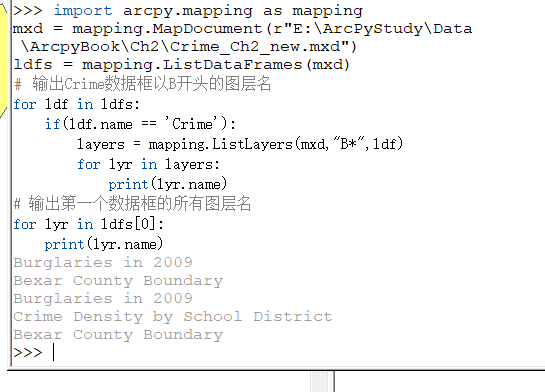 >>> import arcpy.mapping as mapping
mxd = mapping.MapDocument(r"E:\ArcPyStudy\Data
\ArcpyBook\Ch2\Crime_Ch2_new.mxd")
ldfs = mapping.ListDataFrames(mxd)
# 输出Crime数据框以B开头的图层名
for ldf in ldfs:
    if(ldf.name == 'Crime'):
        layers = mapping.ListLayers(mxd,"B*",ldf)
        for lyr in layers:
            print(lyr.name)
# 输出第一个数据框的所有图层名
for lyr in ldfs[0]:
    print(lyr.name)
Burglaries in 2009
Bexar County Boundary
Burglaries in 2009
Crime Density by School District
Bexar County Boundary
>>>